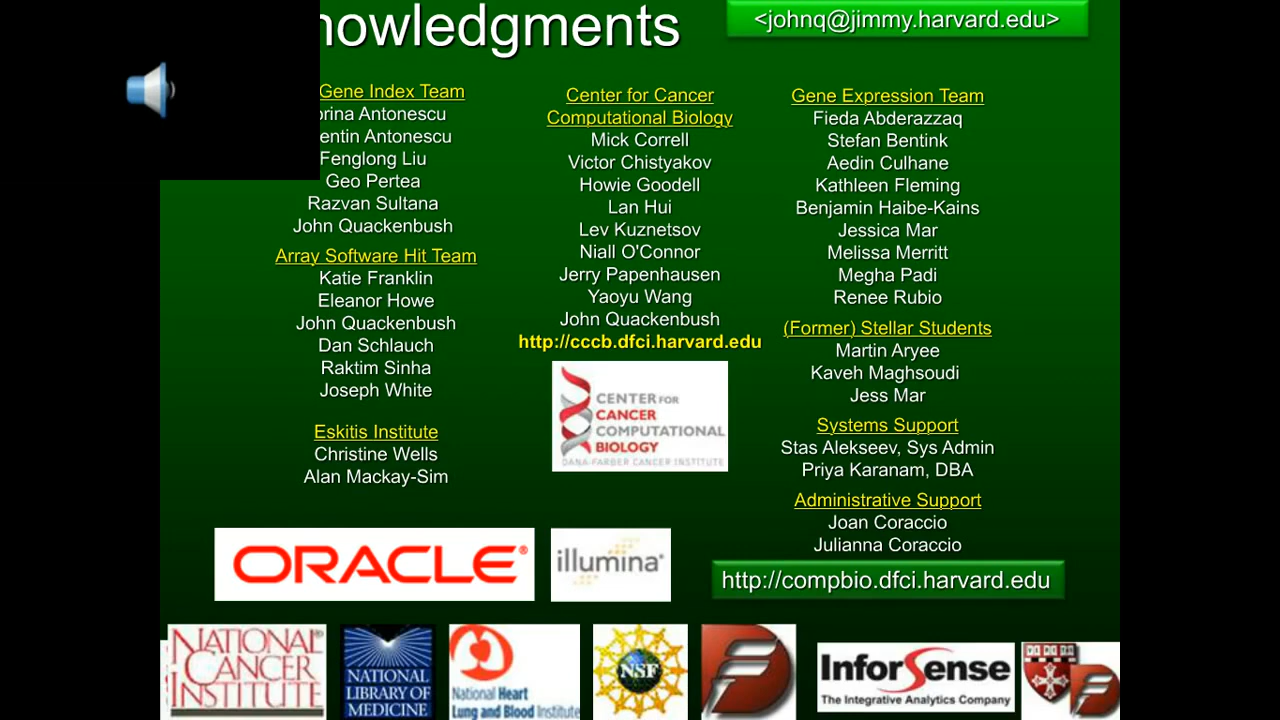 nowledgments
<johnq@jimmy.harvard.edu>
Gene Index Team
Fenglong Liu
Geo Pertea
Razvan Sultana
John Quackenbush
Array Software Hit Team
Katie Franklin
Eleanor Howe
John Quackenbush
Dan Schlauch
Raktim Sinha
Joseph White
Eskitis Institute
Christine Wells
Alan Mackay-Sim
Center for Cancer
Computational Biology
Mick Correll
Victor Chistyakov
Howie Goodell
Lan Hui
Lev Kuznetsov
Niall O'Connor
Jerry Papenhausen
Yaoyu Wang
John Quackenbush
http://cccb.dfci.harvard.edu
CENTER FOR
CANCER
COMPUTATIONAL
BIOLOGY
DANA-FARBER CANCER INSTITUTE
Gene Expression Team
Fieda Abderazzaq
Stefan Bentink
Aedin Culhane
Kathleen Fleming
Benjamin Haibe-Kains
Jessica Mar
Melissa Merritt
Megha Padi
Renee Rubio
(Former) Stellar Students
Martin Aryee
Kaveh Maghsoudi
Jess Mar
Systems Support
Stas Alekseev, Sys Admin
Priya Karanam, DBA
Administrative Support
Joan Coraccio
Julianna Coraccio
http://compbio.dfci.harvard.edu
ORACLE®
illumina®
NATIONAL®
CANCER
INSTITUTE
NATIONAL
LIBRARY OF
MEDICINE
National Heart
Lung and Blood Institute
NSF
InforSense
The Integrative Analytics Company